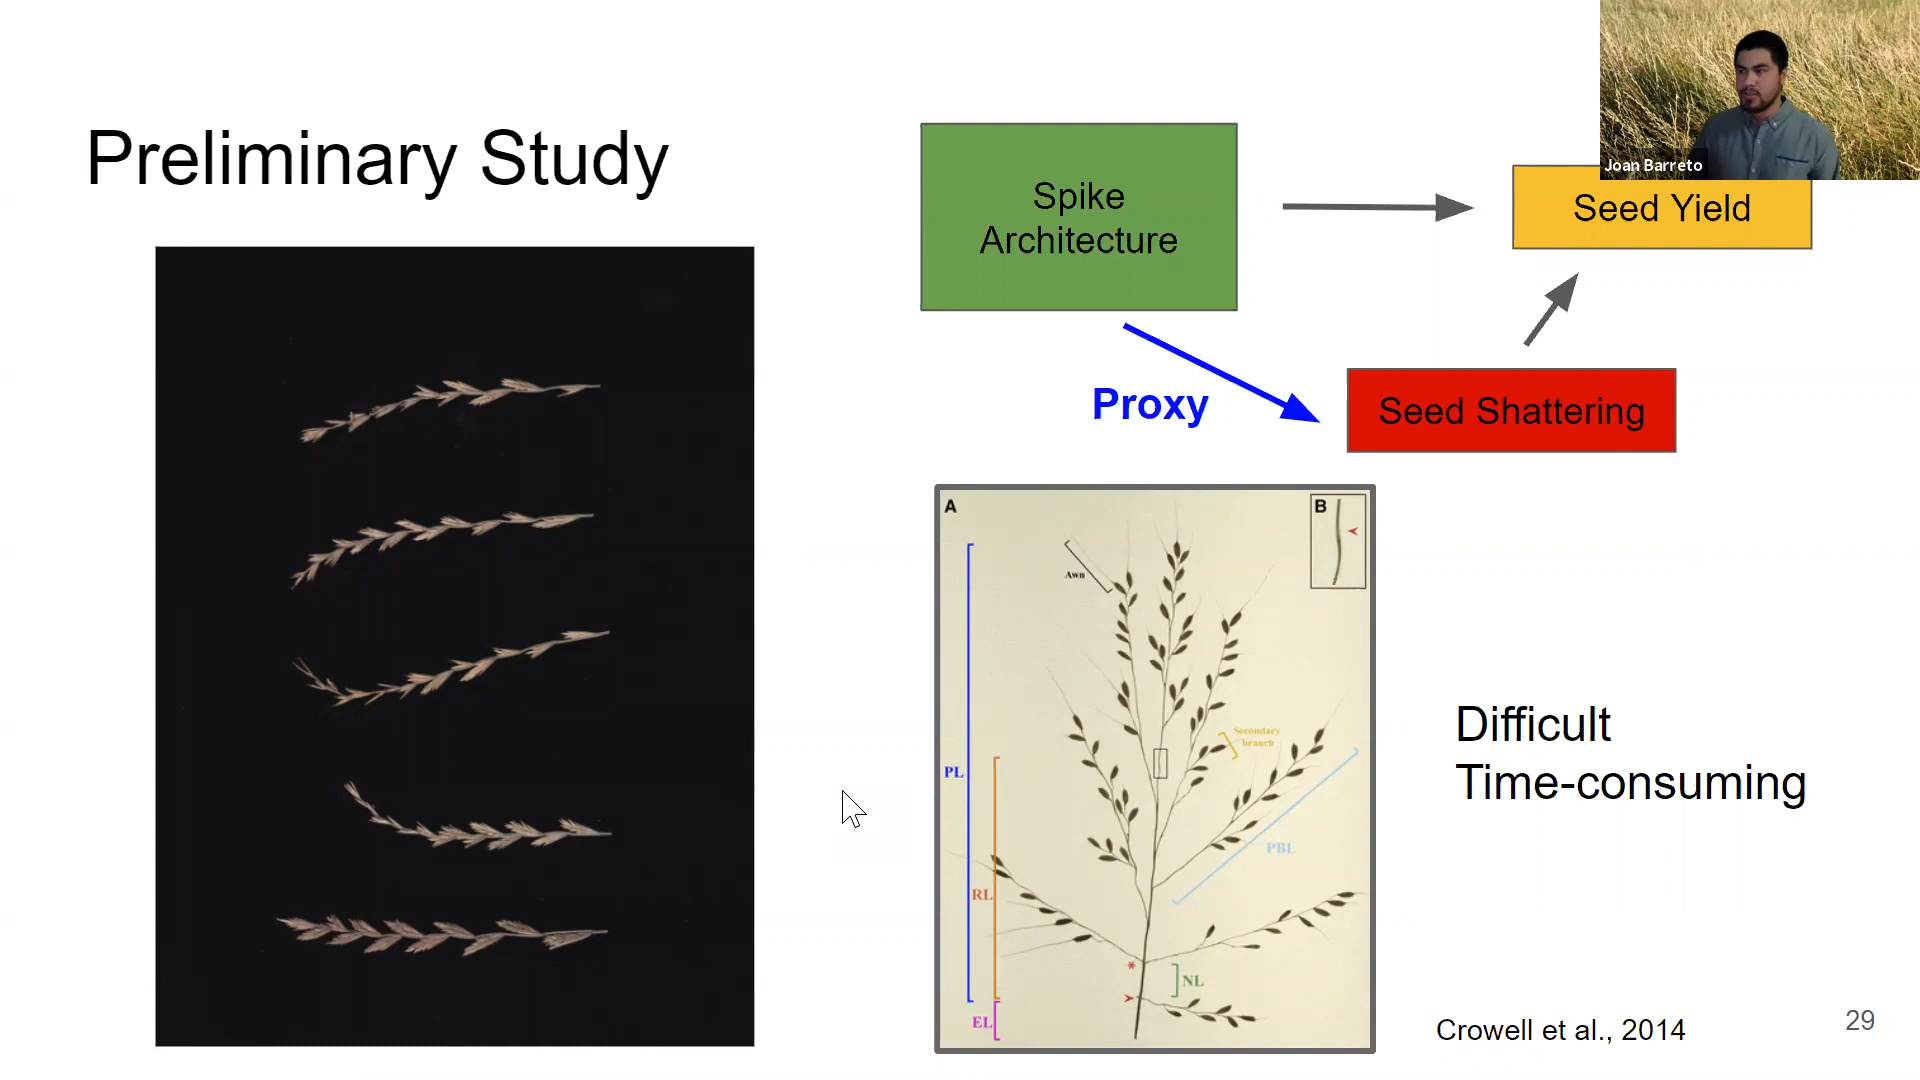 Joan Barreto
Preliminary Study
Spike
Architecture
Seed Yield
Proxy
Seed Shattering
A
B
Awn
Secondary
branch
PL
PBL
RL
*
NL
EL
Difficult
Time-consuming
Crowell et al., 2014
29